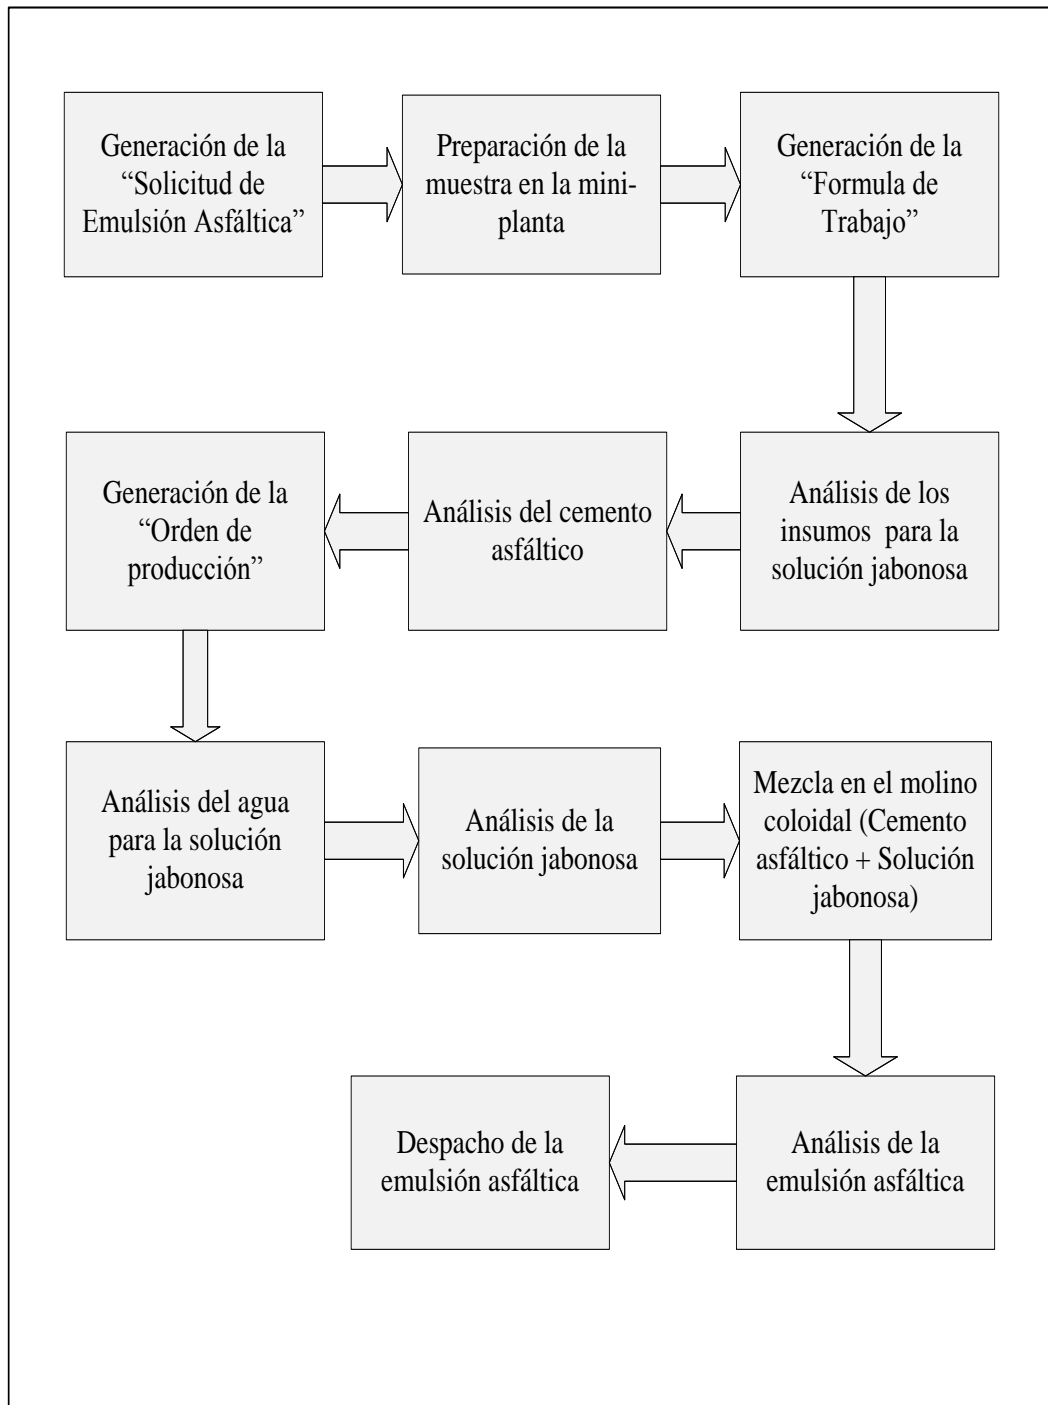 Generación de la
“Solicitud de
Emulsión Asfáltica”
Preparación de la
muestra en la mini-
planta
Generación de la
“Formula de
Trabajo”
Análisis de los
insumos  para la
solución jabonosa
Análisis del cemento
asfáltico
Generación de la
“Orden de
producción”
Análisis del agua
para la solución
jabonosa
Análisis de la
solución jabonosa
Mezcla en el molino
coloidal (Cemento
asfáltico + Solución
jabonosa)
Análisis de la
emulsión asfáltica
Despacho de la
emulsión asfáltica